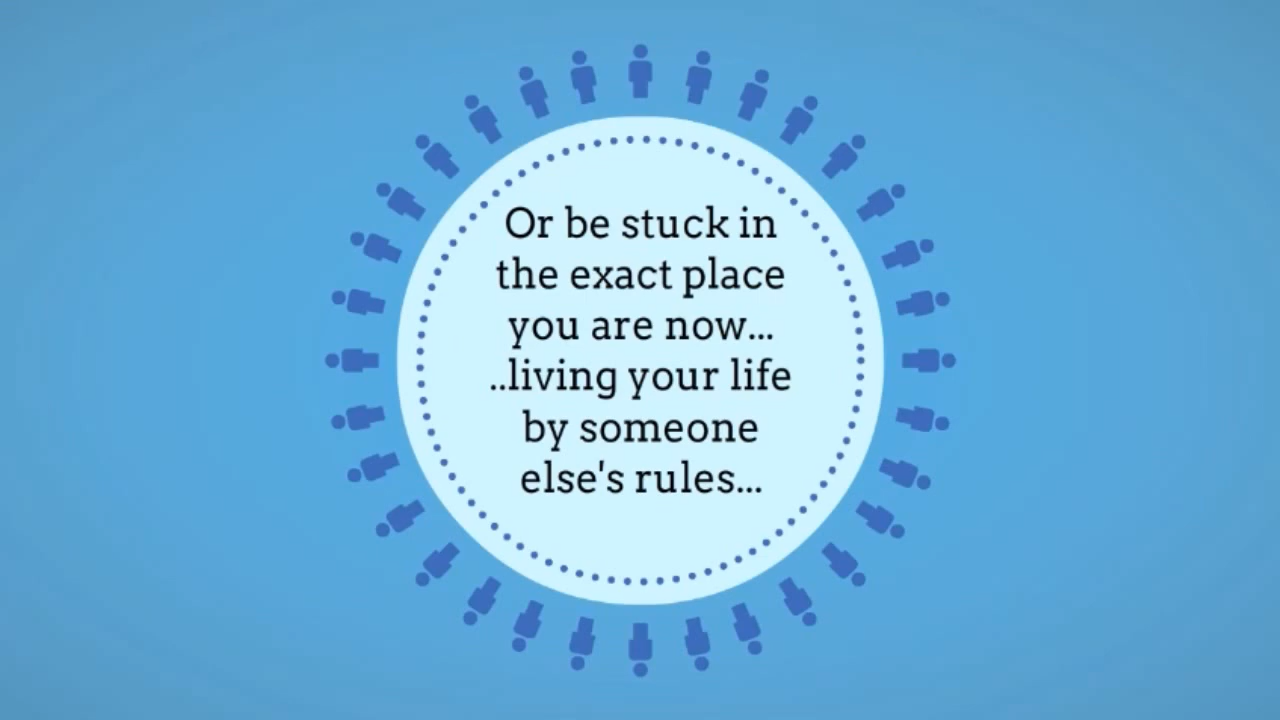 Or be stuck in
the exact place
you are now...
..living your life
by someone
else's rules...